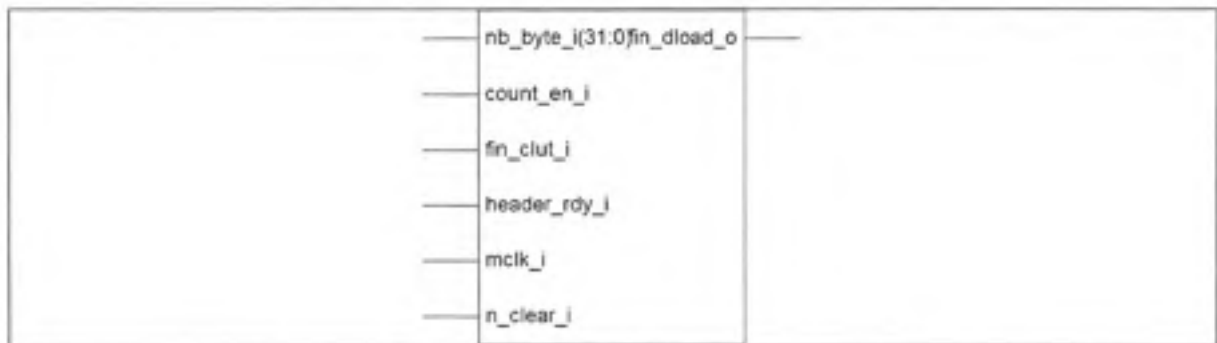 nb_byte_i(31:0) fin_dload_o
count_en_i
fin_clut_i
header_rdy_i
mclk_i
n_clear_i